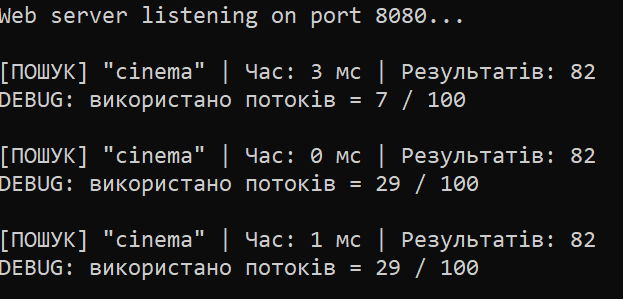 Web server listening on port 8080...
[ПОШУК] "cinema" | Час: 3 мс | Результатів: 82
DEBUG: використано потоків = 7 / 100
[ПОШУК] "cinema" | Час: 0 мс | Результатів: 82
DEBUG: використано потоків = 29 / 100
[ПОШУК] "cinema" | Час: 1 мс | Результатів: 82
DEBUG: використано потоків = 29 / 100